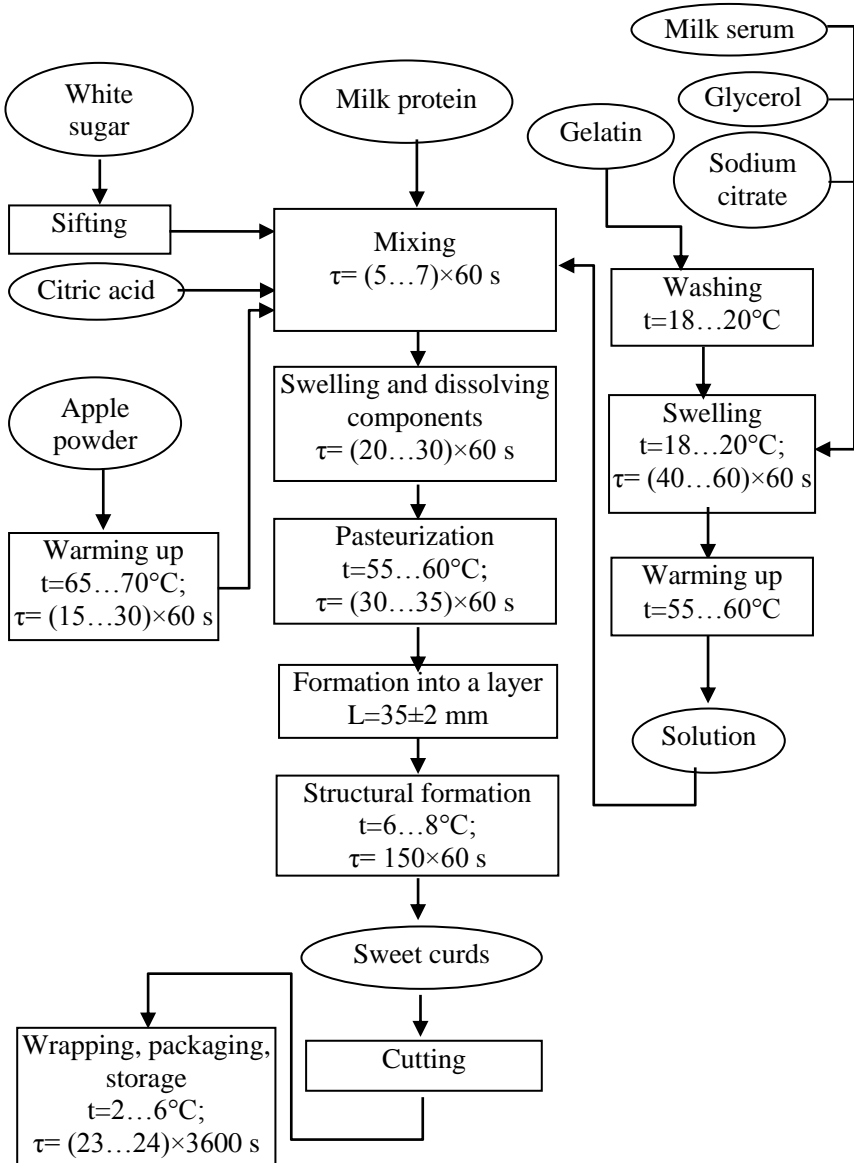 Milk serum
White
sugar
Milk protein
Glycerol
Gelatin
Sodium
citrate
Sifting
Mixing
τ= (5…7)×60 s
Citric acid
Washing
t=18…20°C
Swelling and dissolving
components
τ= (20…30)×60 s
Apple
powder
Swelling
t=18…20°C;
τ= (40…60)×60 s
Pasteurization
t=55…60°C;
τ= (30…35)×60 s
Warming up
t=65…70°C;
τ= (15…30)×60 s
Warming up
t=55…60°C
Formation into a layer
L=35±2 mm
Solution
Structural formation
t=6…8°C;
τ= 150×60 s
Sweet curds
Cutting
Wrapping, packaging,
storage
t=2…6°C;
τ= (23…24)×3600 s